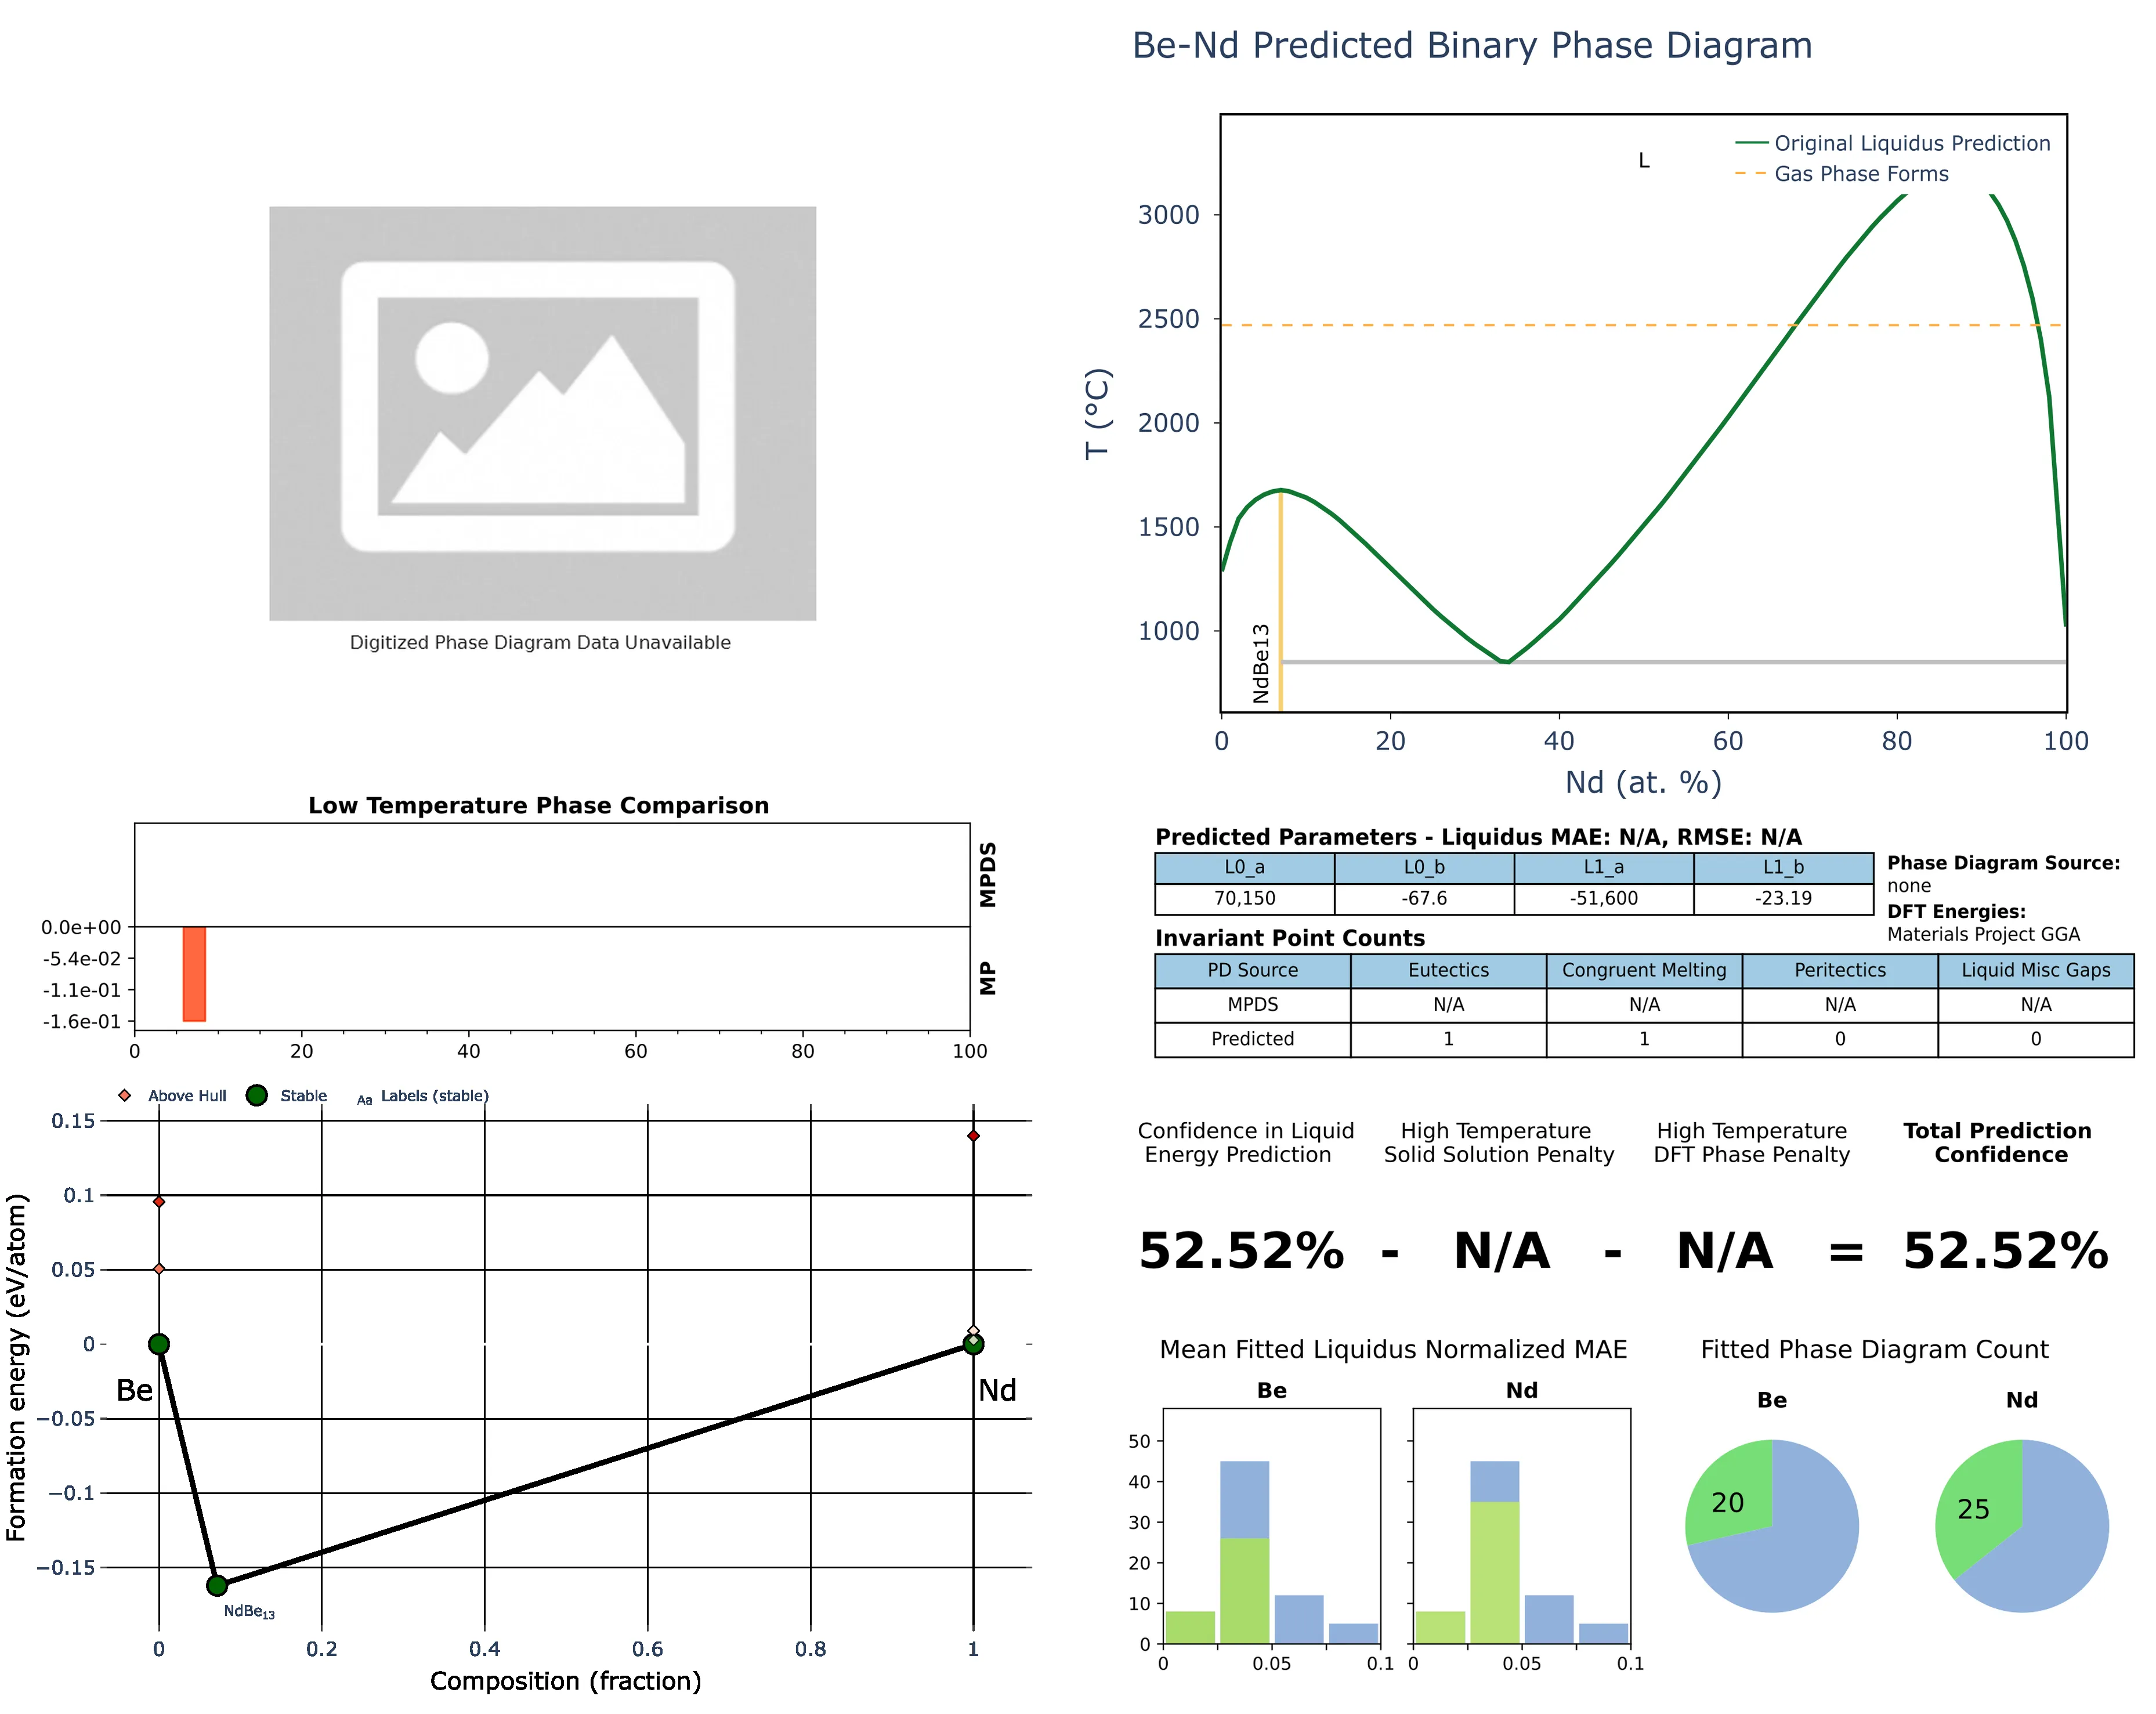 Be-Nd Predicted Binary Phase Diagram
Digitized Phase Diagram Data Unavailable
L
Original Liquidus Prediction
Gas Phase Forms
3000
2500
2000
1500
1000
T (°C)
NdBe13
0 20 40 60 80 100
Nd (at. %)
Low Temperature Phase Comparison
MPDS
MP
0.0e+00
-5.4e-02
-1.1e-01
-1.6e-01
0 20 40 60 80 100
Predicted Parameters - Liquidus MAE: N/A, RMSE: N/A
L0_a L0_b L1_a L1_b
70,150 -67.6 -51,600 -23.19
Phase Diagram Source:
none
DFT Energies:
Materials Project GGA
Invariant Point Counts
PD Source Eutectics Congruent Melting Peritectics Liquid Misc Gaps
MPDS N/A N/A N/A N/A
Predicted 1 1 0 0
Above Hull Stable Aa Labels (stable)
0.15
0.1
0.05
0
−0.05
−0.1
−0.15
Formation energy (eV/atom)
Be
Nd
NdBe₁₃
0 0.2 0.4 0.6 0.8 1
Composition (fraction)
Confidence in Liquid
Energy Prediction
High Temperature
Solid Solution Penalty
High Temperature
DFT Phase Penalty
Total Prediction
Confidence
52.52% - N/A - N/A = 52.52%
Mean Fitted Liquidus Normalized MAE
Be
Nd
50
40
30
20
10
0
0 0.05 0.1
0 0.05 0.1
Fitted Phase Diagram Count
Be
Nd
20
25